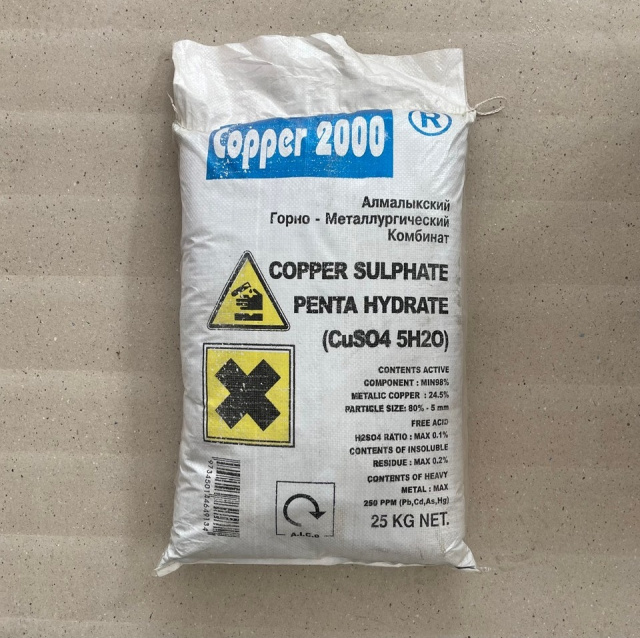 Copper 2000 ®
Алмалыкский
Горно - Металлургический
Комбинат
COPPER SULPHATE
PENTA HYDRATE
(CuSO4 5H2O)
CONTENTS ACTIVE
COMPONENT : MIN98%
METALIC COPPER : 24.5%
PARTICLE SIZE: 80% - 5 mm
FREE ACID
H2SO4 RATIO : MAX 0.1%
CONTENTS OF INSOLUBLE
RESIDUE : MAX 0.2%
CONTENTS OF HEAVY
METAL : MAX
250 PPM (Pb,Cd,As,Hg)
25 KG NET.
A.I.C.